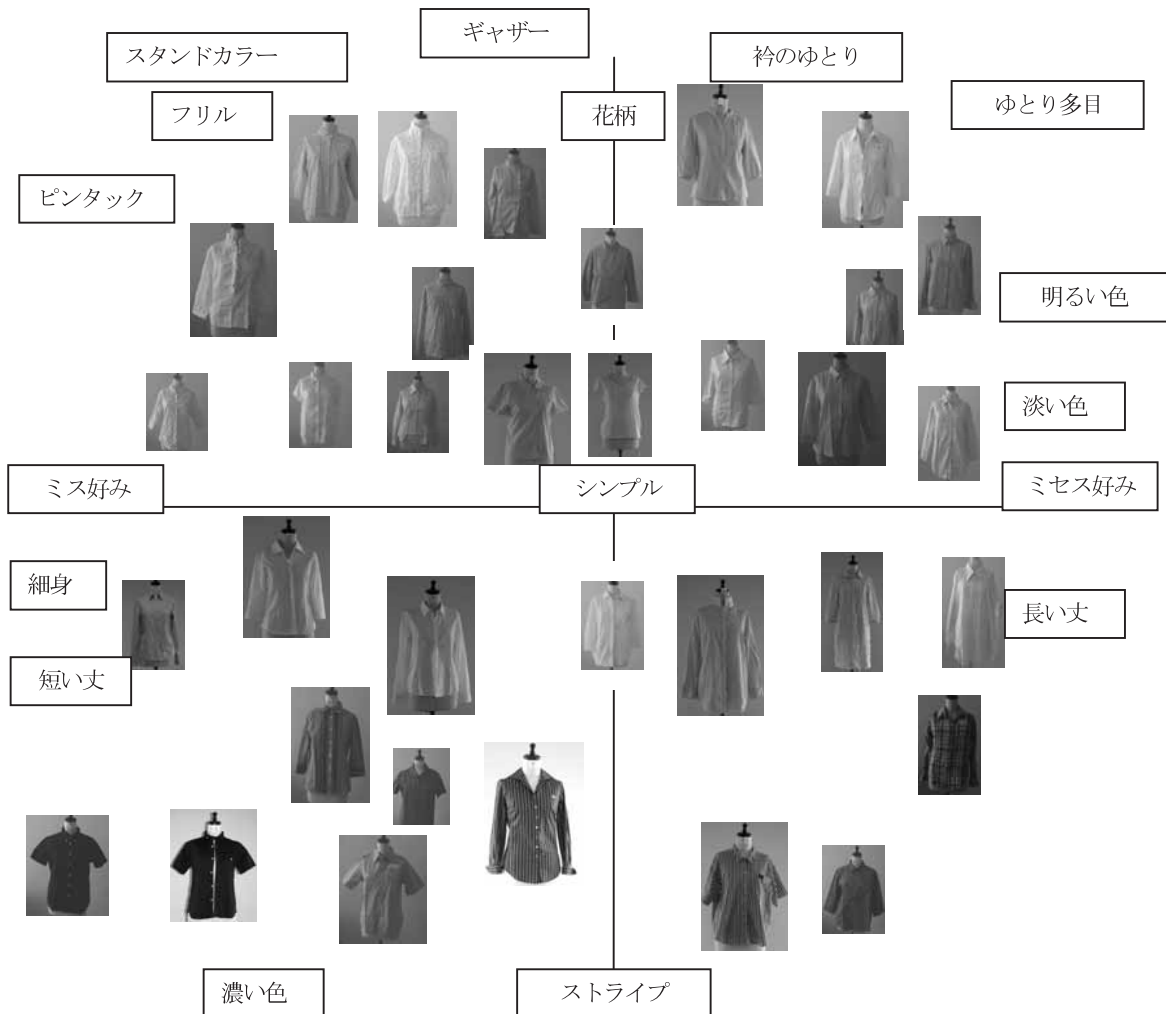 ギャザー
スタンドカラー
衿のゆとり
フリル
花柄
ゆとり多目
ピンタック
明るい色
淡い色
ミス好み
シンプル
ミセス好み
細身
長い丈
短い丈
濃い色
ストライプ